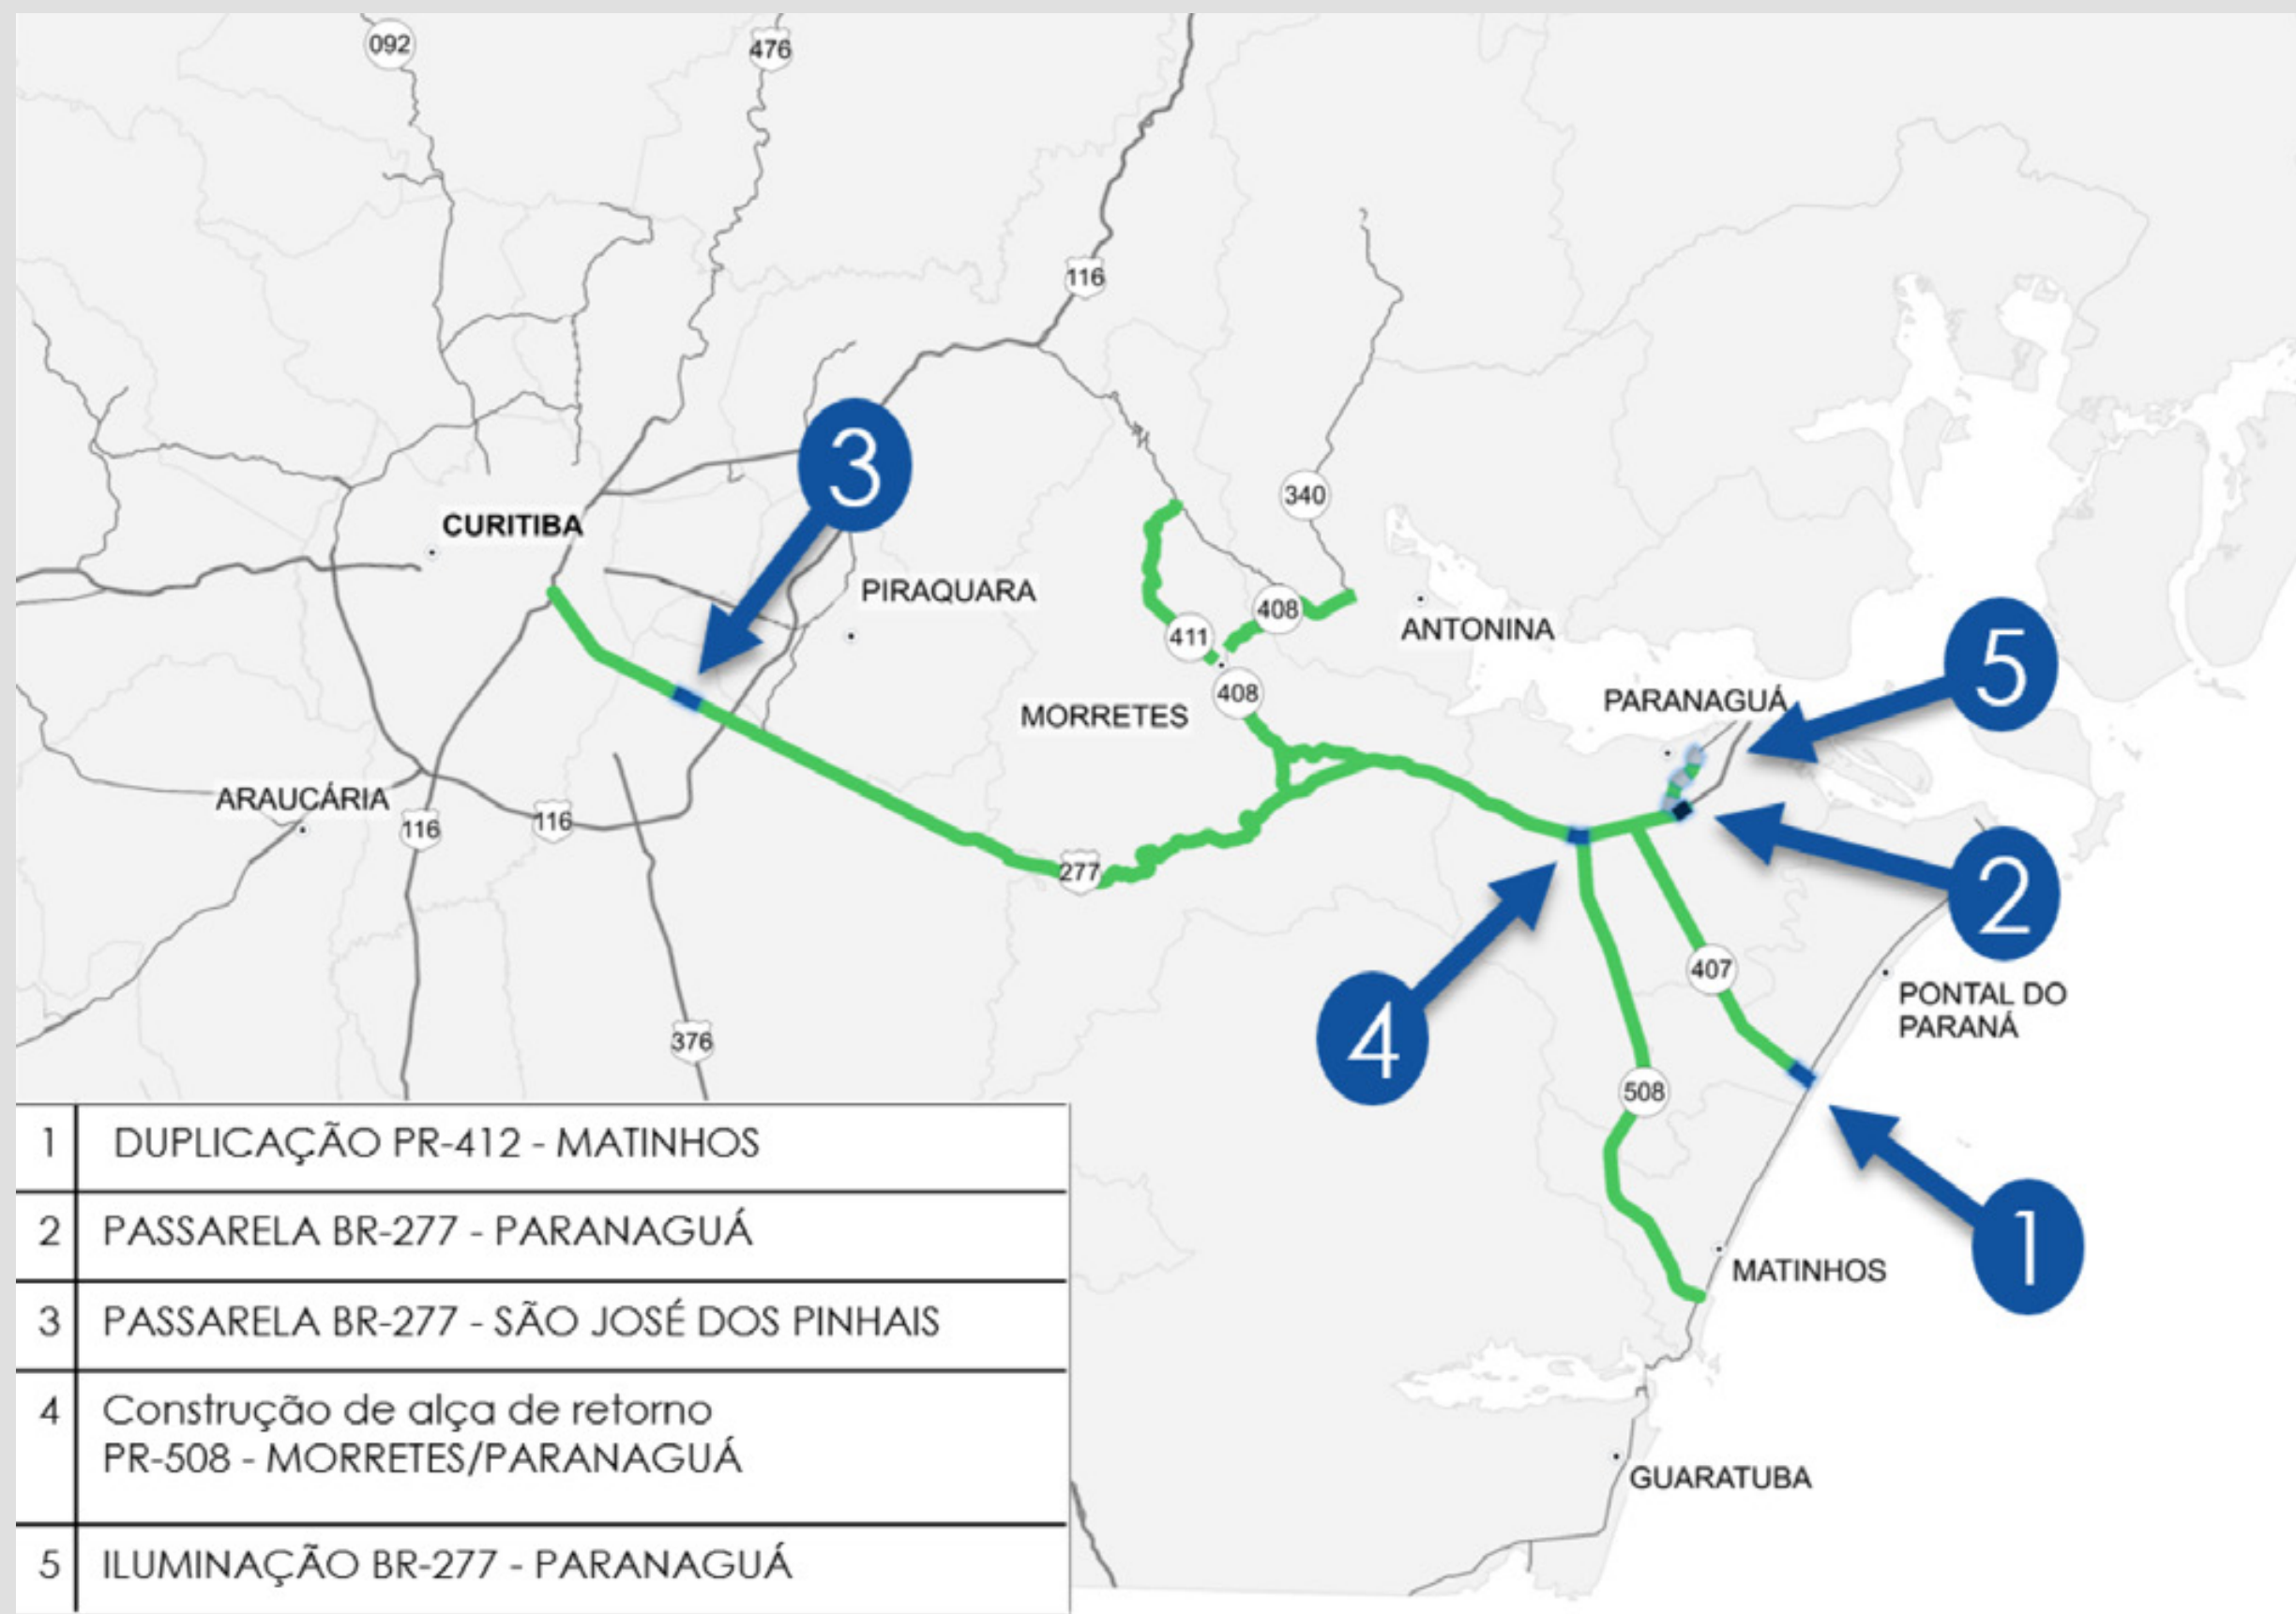 092
476
116
3
340
CURITIBA
PIRAQUARA
408
411
ANTONINA
5
408
PARANAGUÁ
MORRETES
ARAUCÁRIA
116
116
277
2
4
407
PONTAL DO
PARANÁ
376
508
1
MATINHOS
GUARATUBA
1 DUPLICAÇÃO PR-412 - MATINHOS
2 PASSARELA BR-277 - PARANAGUÁ
3 PASSARELA BR-277 - SÃO JOSÉ DOS PINHAIS
4 Construção de alça de retorno
PR-508 - MORRETES/PARANAGUÁ
5 ILUMINAÇÃO BR-277 - PARANAGUÁ